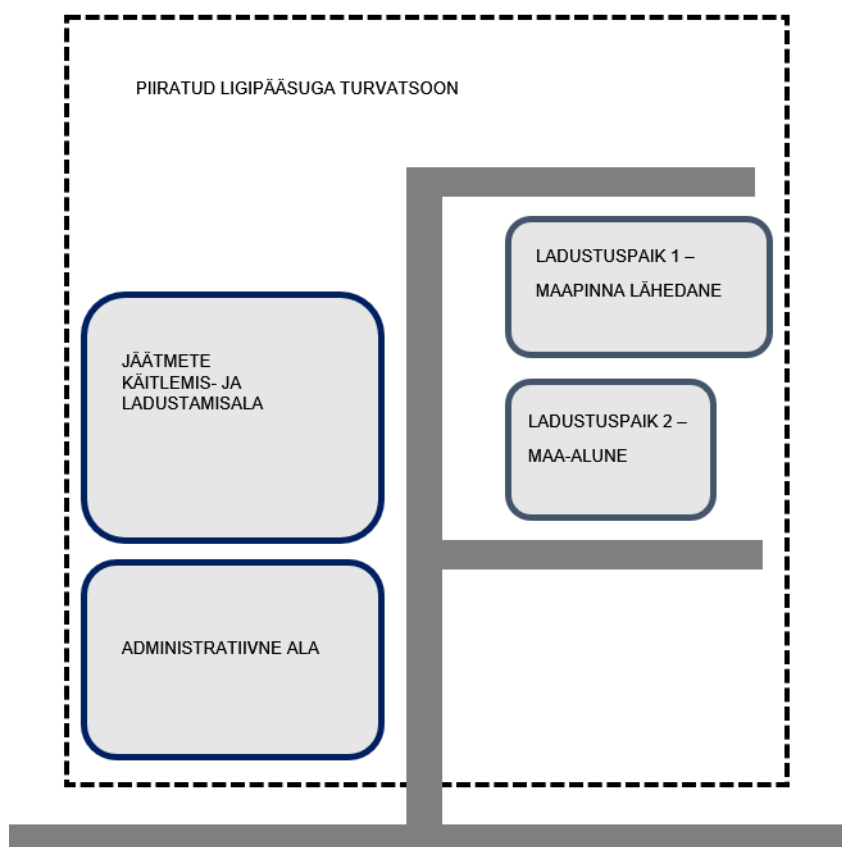 PIIRATUD LIGIPÄÄSUGA TURVATSOON
LADUSTUSPAIK 1 –
MAAPINNA LÄHEDANE
JÄÄTMETE
KÄITLEMIS- JA
LADUSTAMISALA
LADUSTUSPAIK 2 –
MAA-ALUNE
ADMINISTRATIIVNE ALA